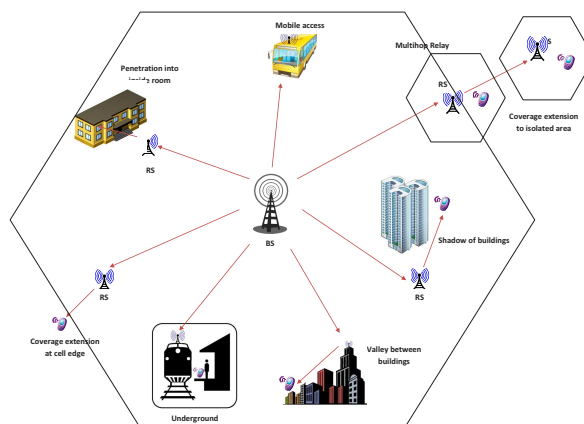 Mobile access
Multihop Relay
S
Penetration into
inside room
RS
Coverage extension
to isolated area
RS
BS
Shadow of buildings
RS
RS
Coverage extension
at cell edge
Valley between
buildings
Underground